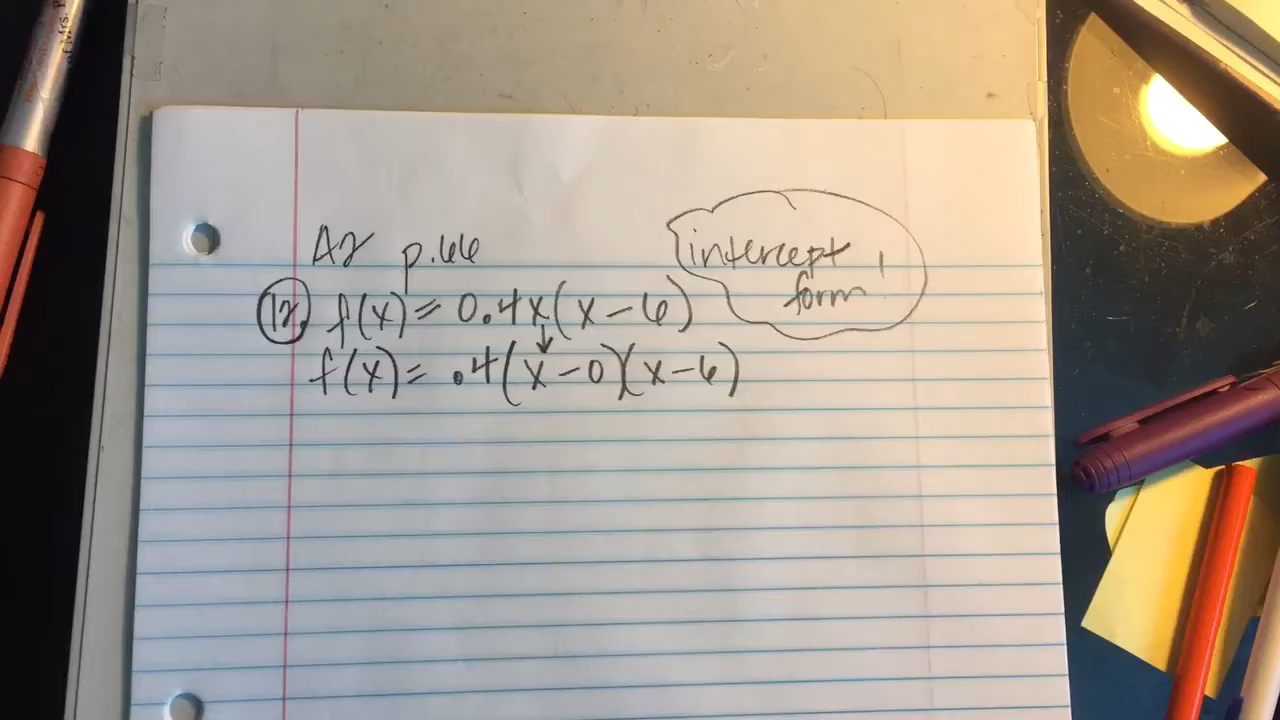 A2 p.66
intercept
form!
12. f(x) = 0.4x(x-6)
f(x) = .4(x-0)(x-6)